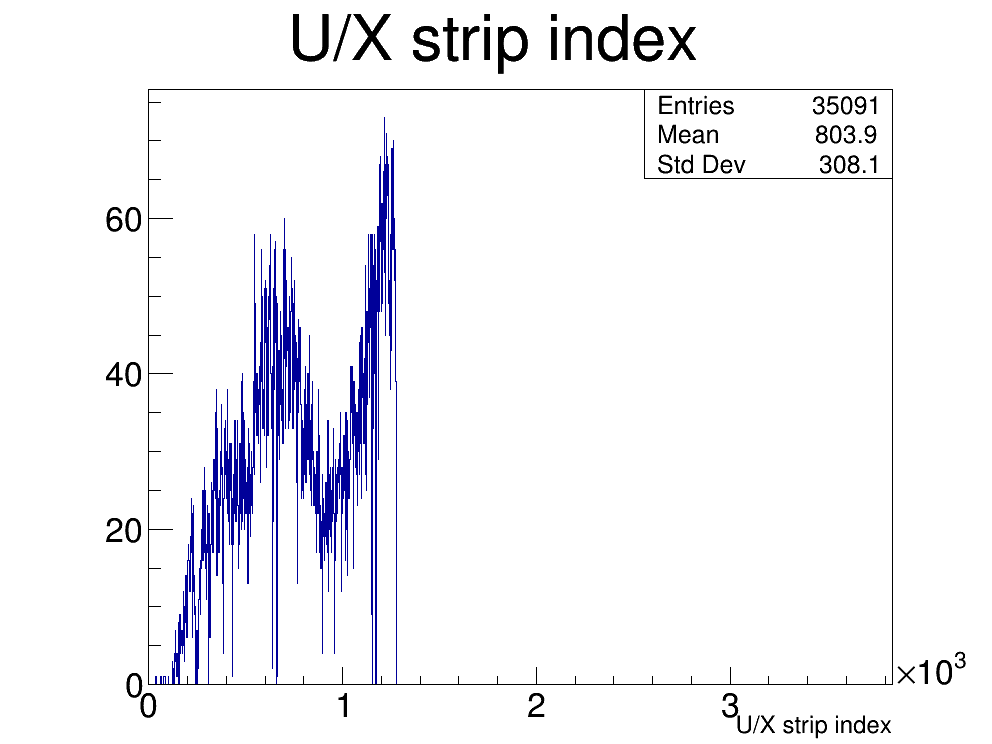 U/X strip index
Entries 35091
Mean 803.9
Std Dev 308.1
60
40
20
0
0 1 2 3
×10³
U/X strip index